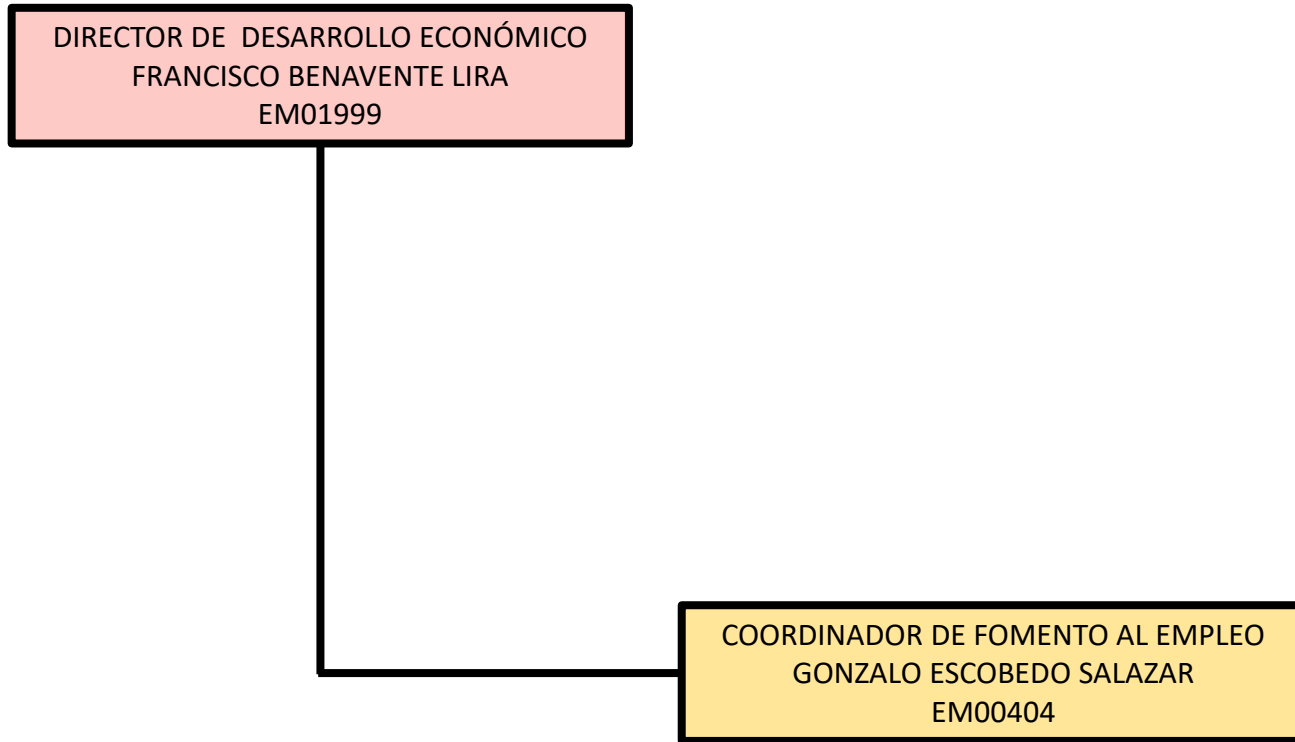 DIRECTOR DE  DESARROLLO ECONÓMICO
FRANCISCO BENAVENTE LIRA
EM01999
COORDINADOR DE FOMENTO AL EMPLEO
GONZALO ESCOBEDO SALAZAR
EM00404